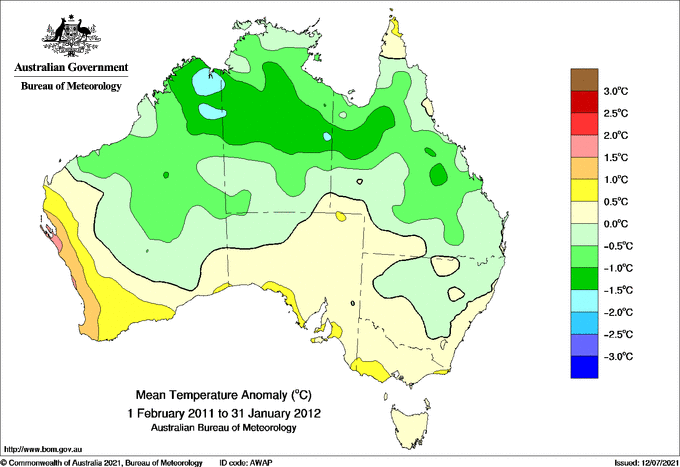 Australian Government
Bureau of Meteorology
3.0°C
2.5°C
2.0°C
1.5°C
1.0°C
0.5°C
0.0°C
−0.5°C
−1.0°C
−1.5°C
−2.0°C
−2.5°C
−3.0°C
Mean Temperature Anomaly (°C)
1 February 2011 to 31 January 2012
Australian Bureau of Meteorology
http://www.bom.gov.au
© Commonwealth of Australia 2021, Bureau of Meteorology ID code: AWAP Issued: 12/07/2021